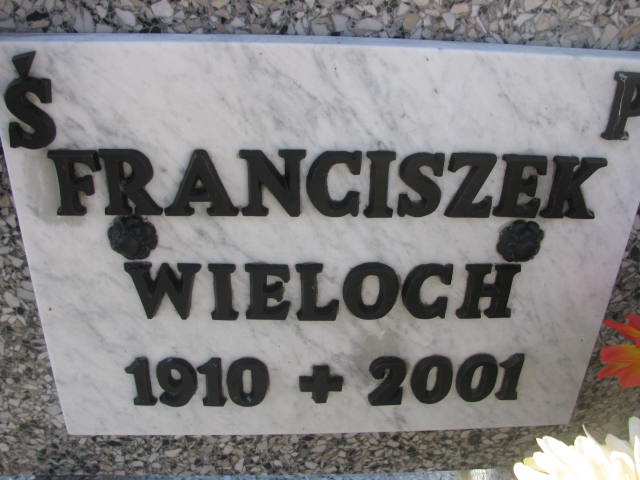 Ś P
FRANCISZEK
WIELOCH
1910 + 2001